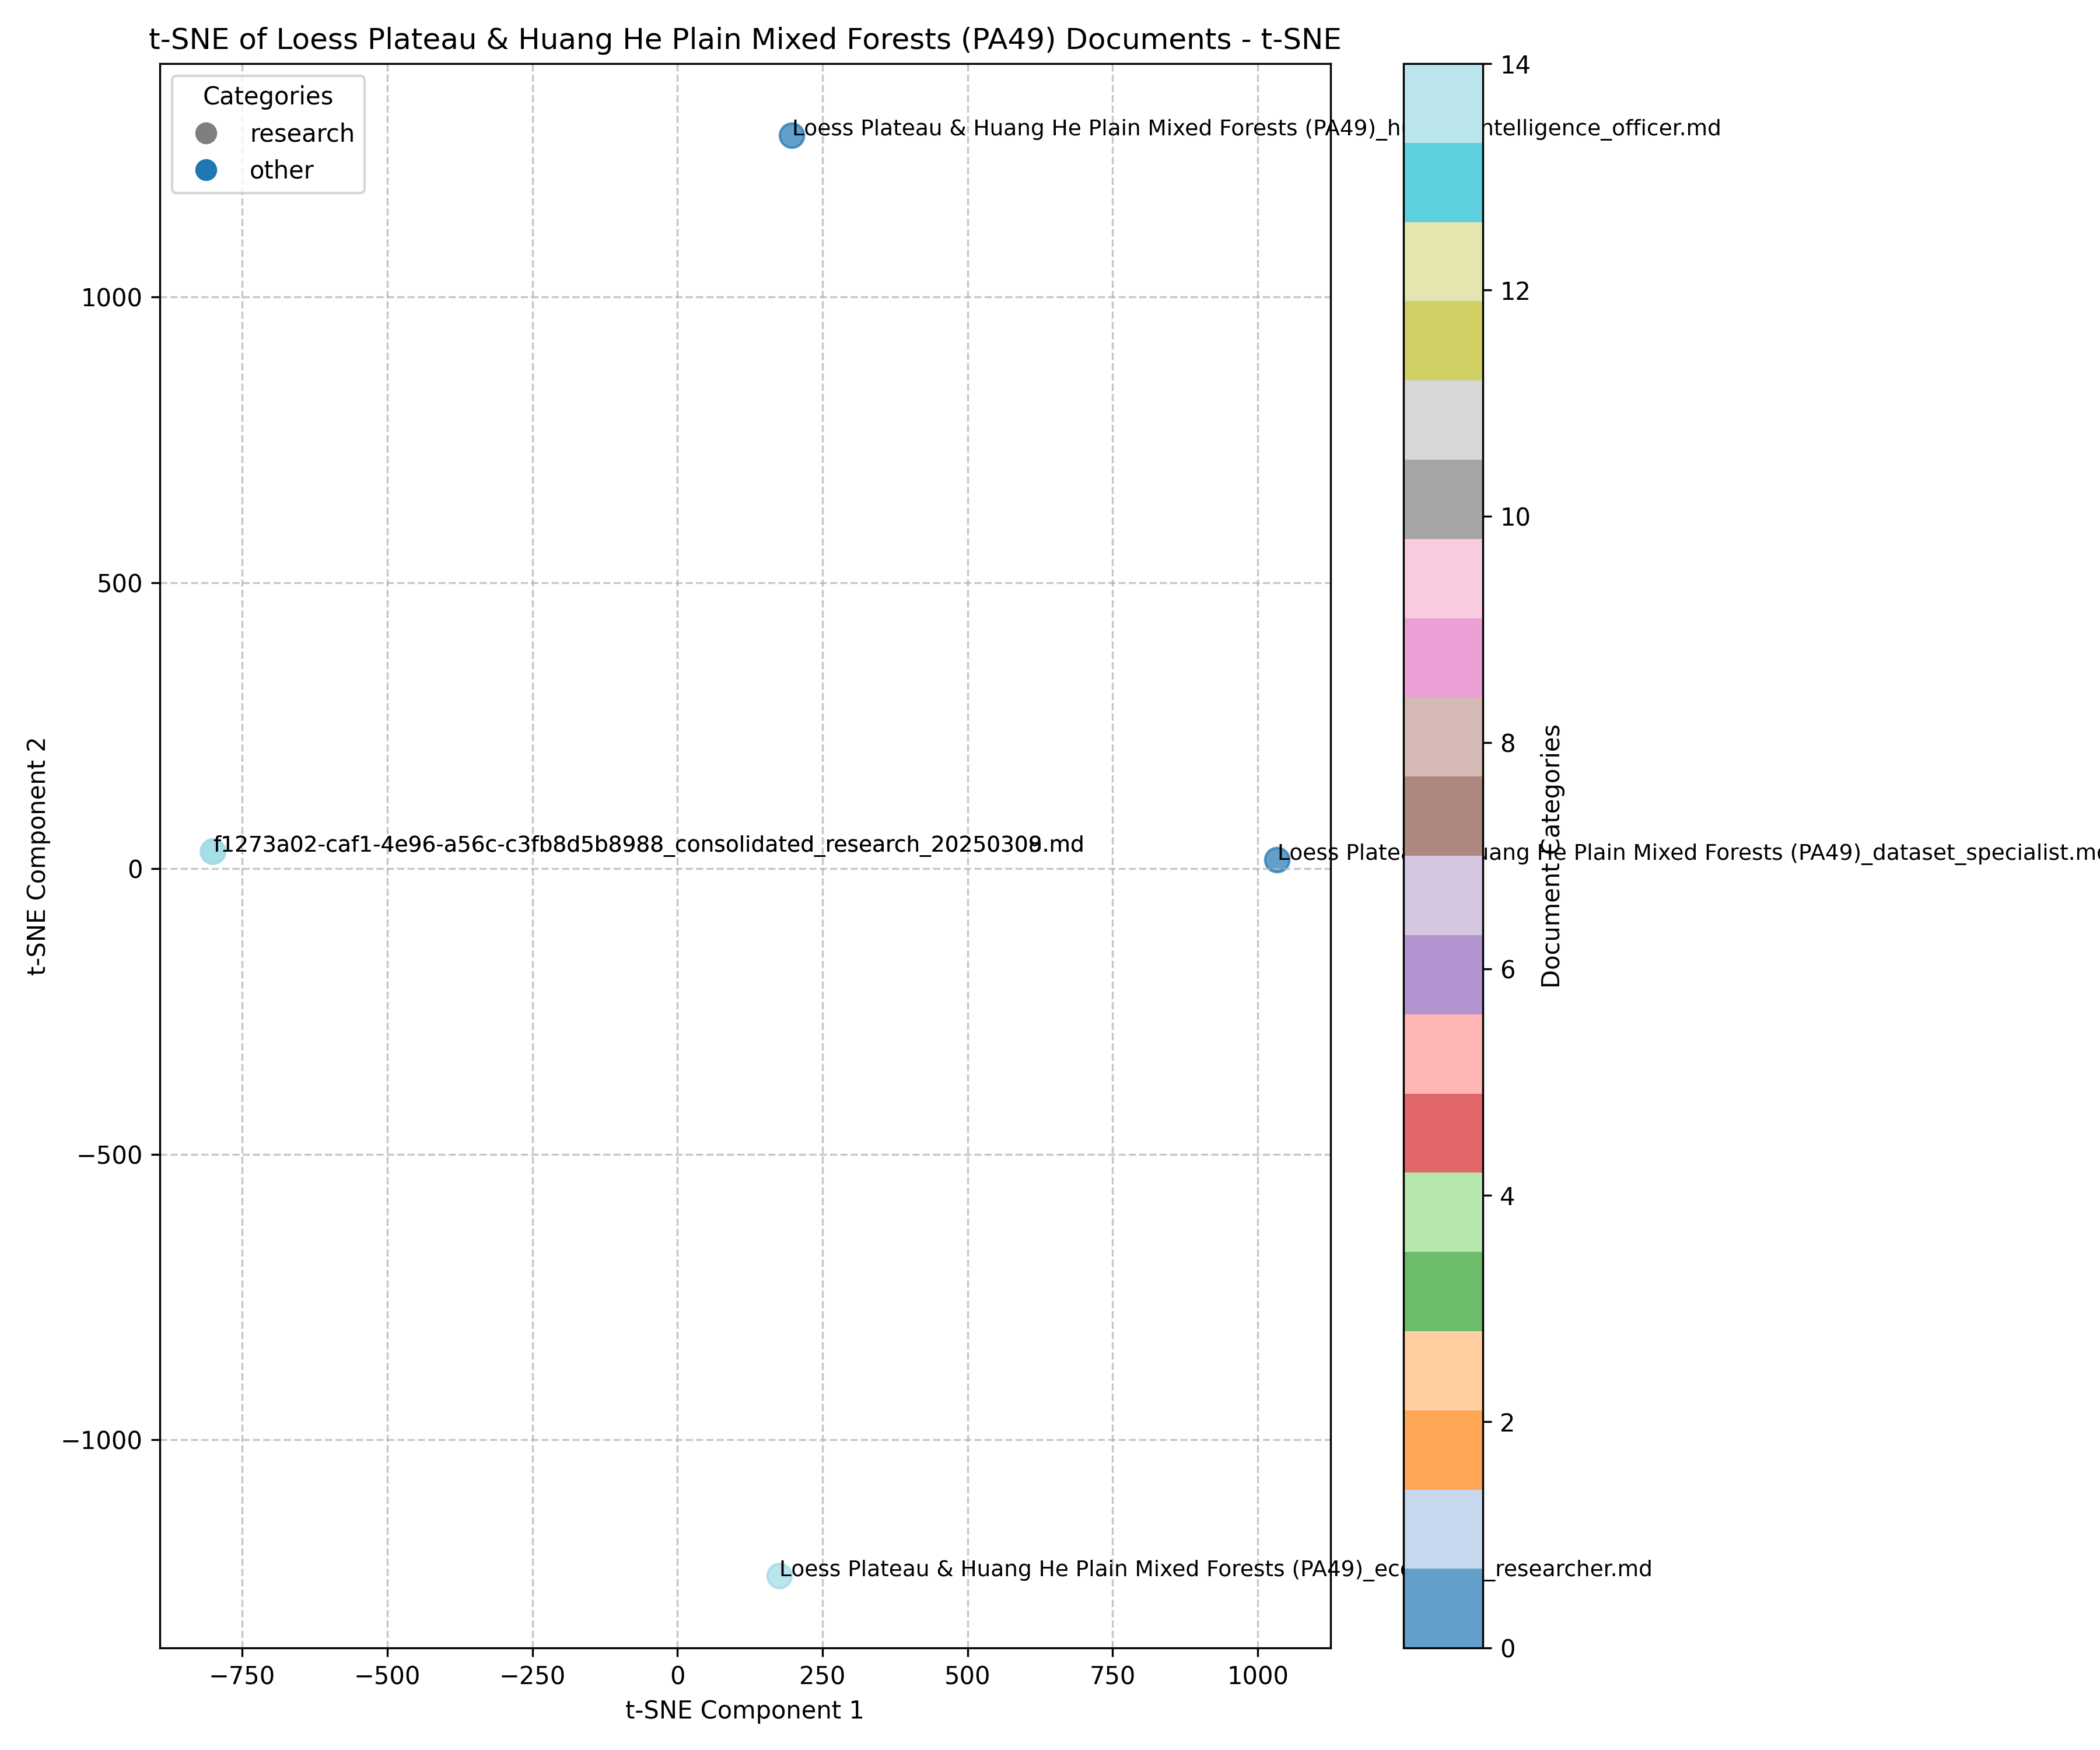 t-SNE of Loess Plateau & Huang He Plain Mixed Forests (PA49) Documents - t-SNE
Categories
research
other
Loess Plateau & Huang He Plain Mixed Forests (PA49)_h ntelligence_officer.md
f1273a02-caf1-4e96-a56c-c3fb8d5b8988_consolidated_research_20250309.md
Loess Platea uang He Plain Mixed Forests (PA49)_dataset_specialist.md
Loess Plateau & Huang He Plain Mixed Forests (PA49)_ec _researcher.md
1000
500
0
−500
−1000
t-SNE Component 2
−750 −500 −250 0 250 500 750 1000
t-SNE Component 1
14
12
10
8
6
4
2
0
Document Categories